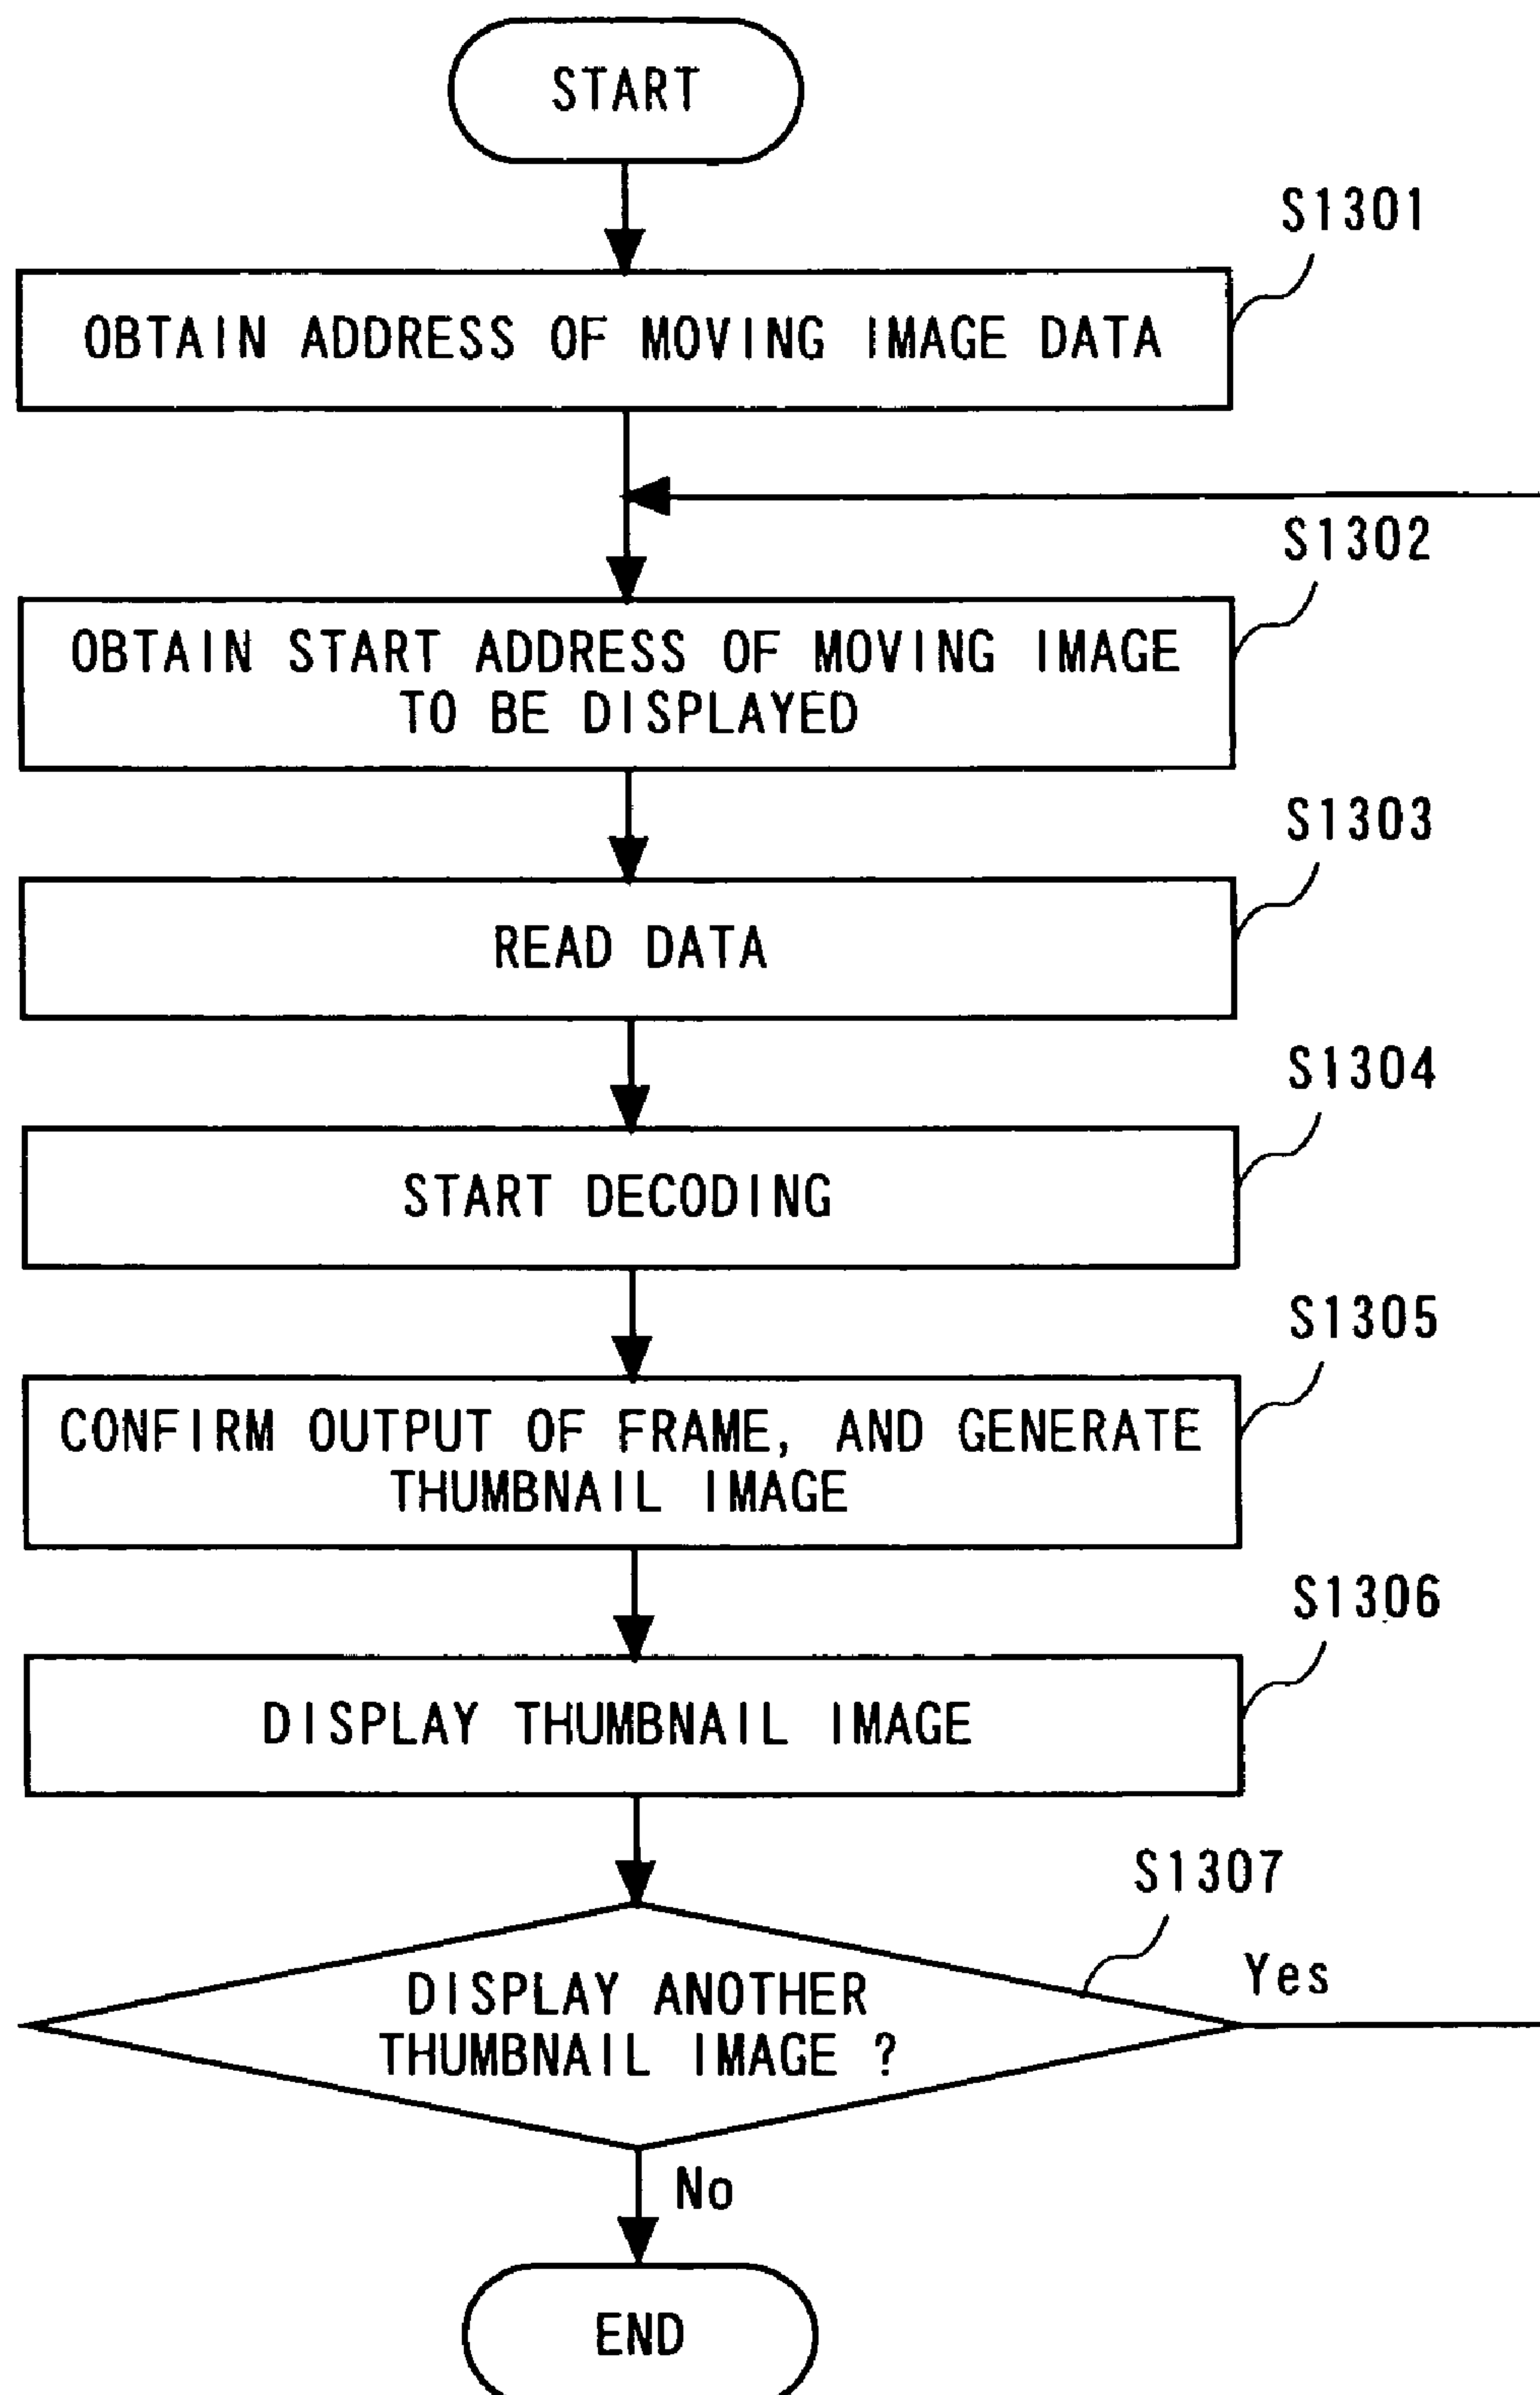 START
S1301
OBTAIN ADDRESS OF MOVING IMAGE DATA
S1302
OBTAIN START ADDRESS OF MOVING IMAGE
TO BE DISPLAYED
S1303
READ DATA
S1304
START DECODING
S1305
CONFIRM OUTPUT OF FRAME, AND GENERATE
THUMBNAIL IMAGE
S1306
DISPLAY THUMBNAIL IMAGE
S1307
Yes
DISPLAY ANOTHER
THUMBNAIL IMAGE ?
No
END